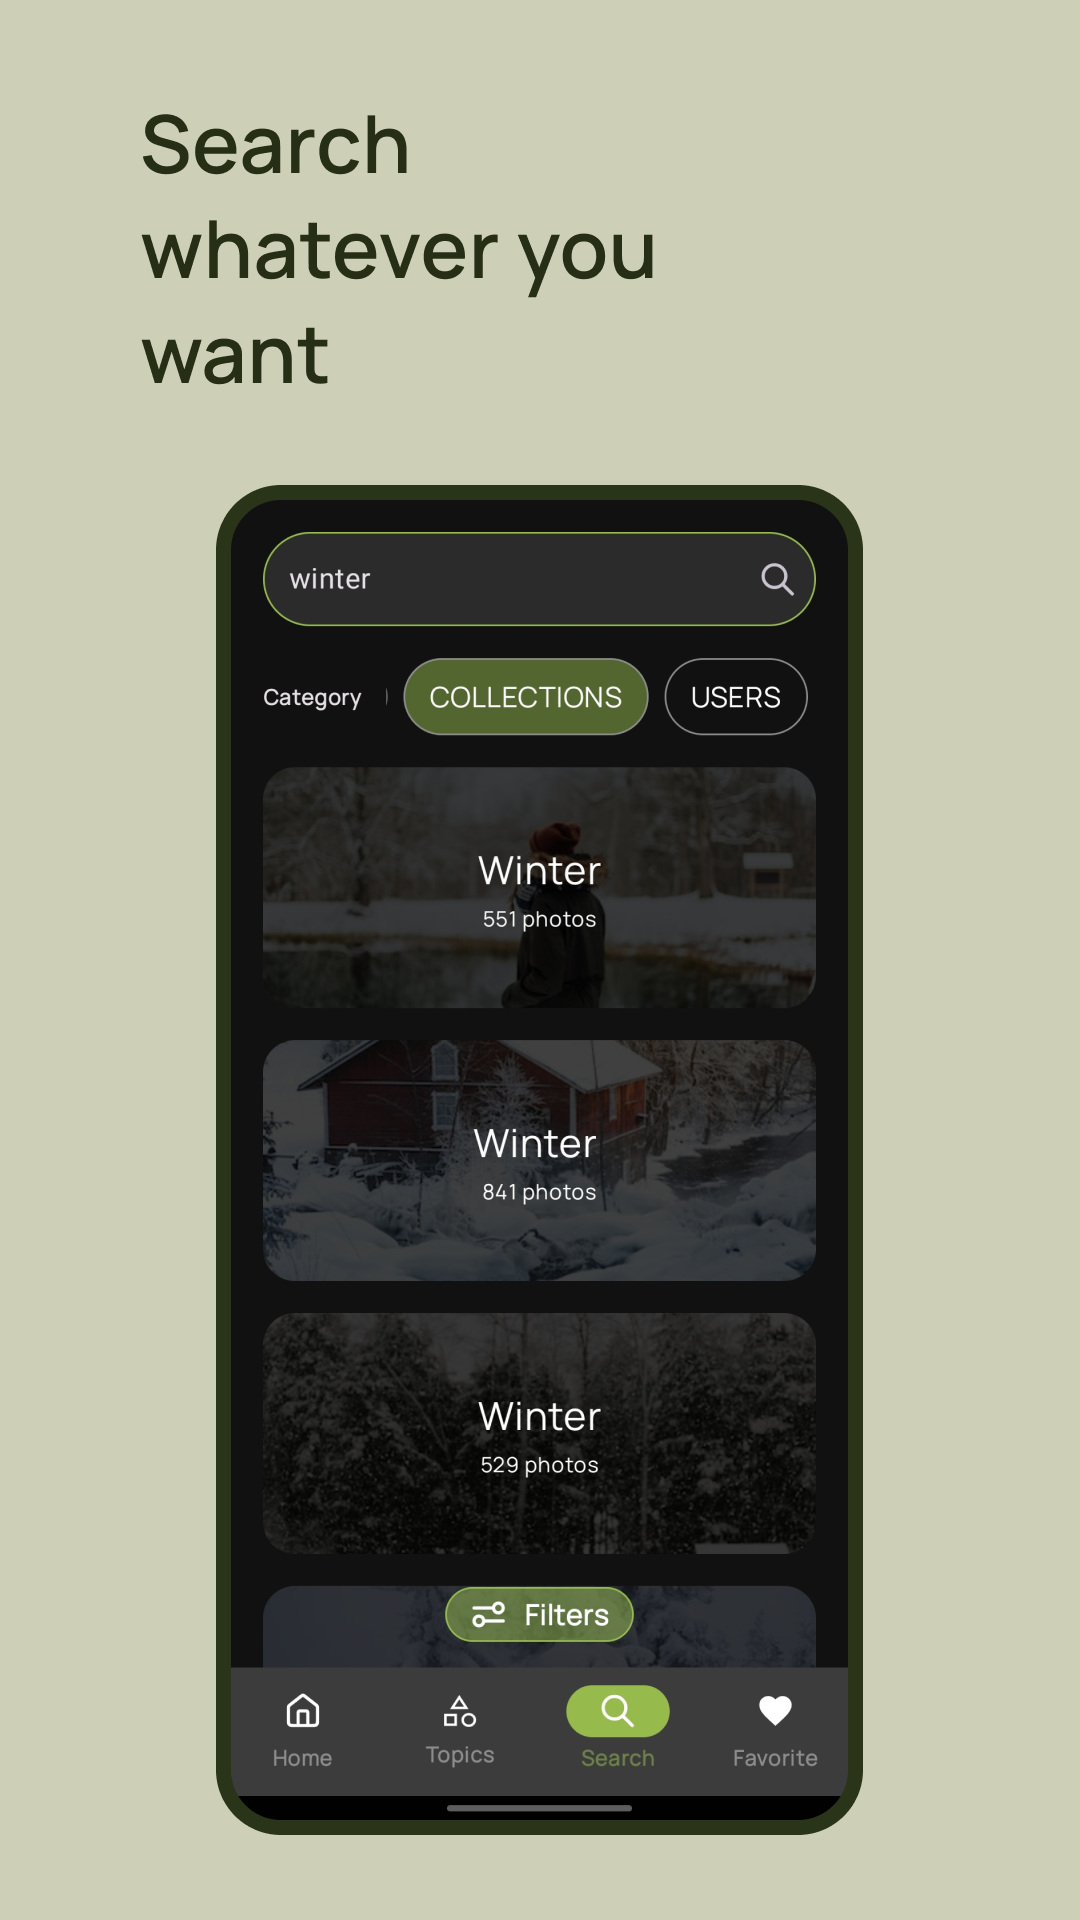 Search
whatever you
want
winter
Category
COLLECTIONS
USERS
Winter
551 photos
Winter
841 photos
Winter
529 photos
Filters
Home
Topics
Search
Favorite